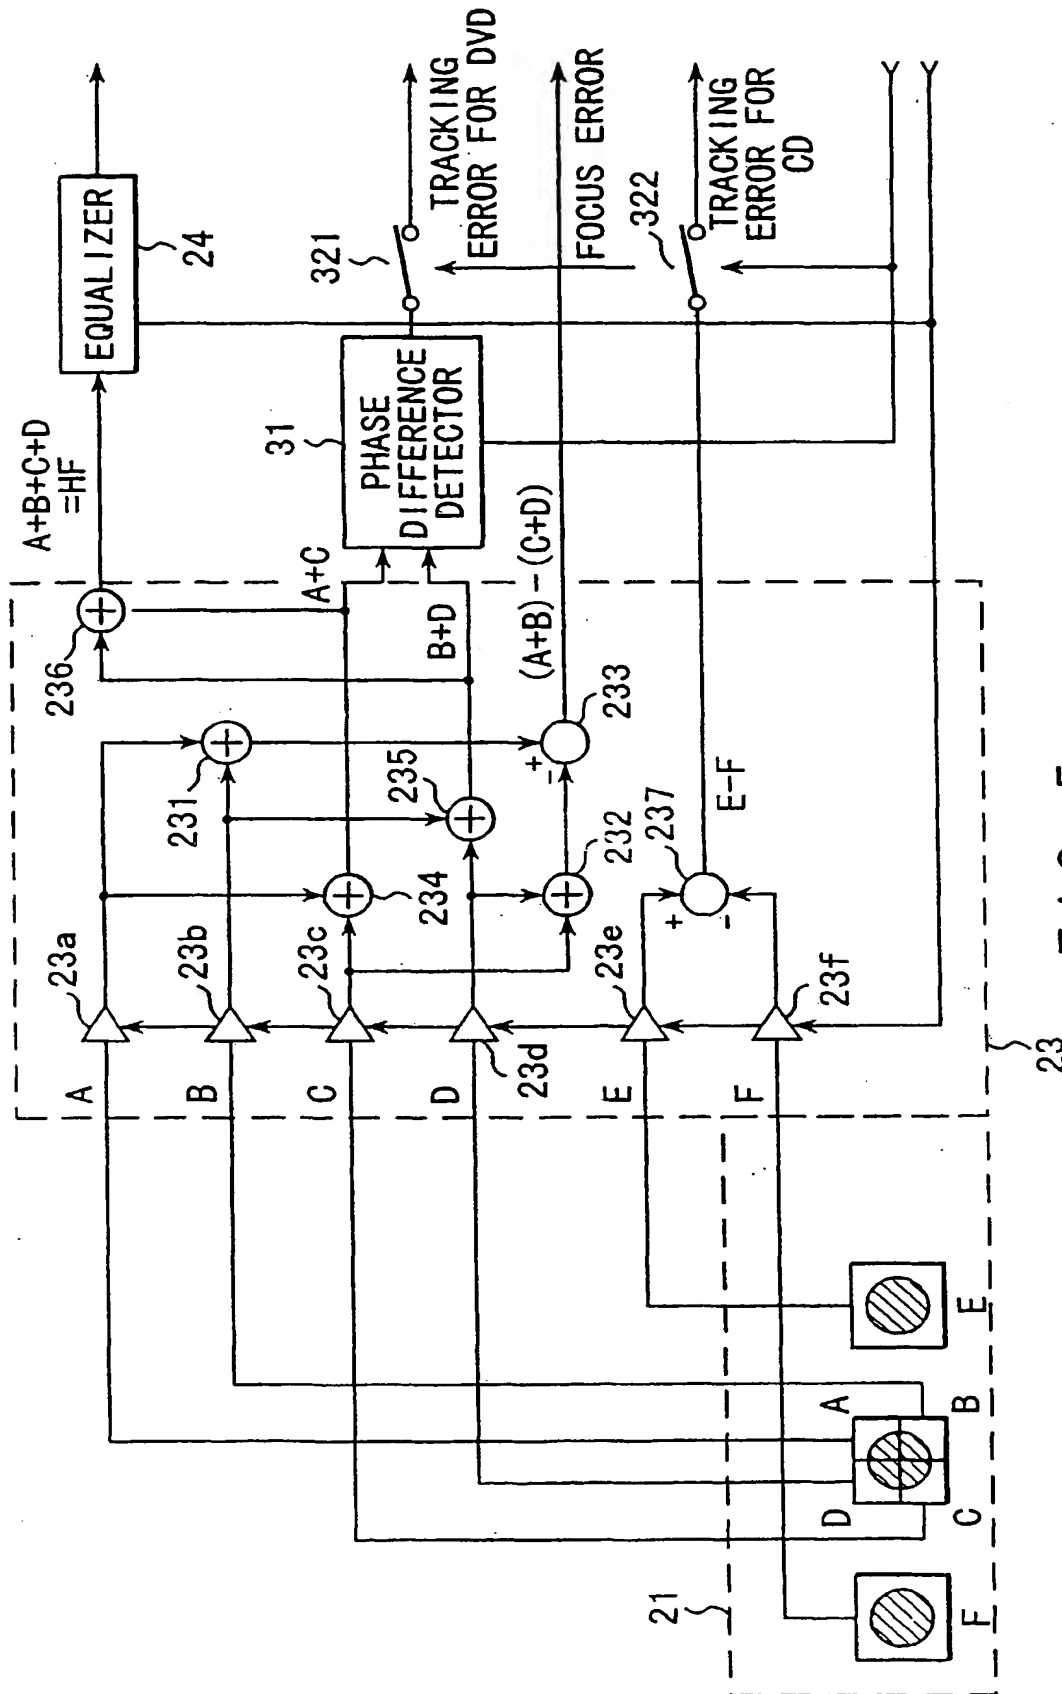 A+B+C+D
=HF
EQUALIZER
24
236
A+C
31
PHASE
DIFFERENCE
DETECTOR
321
TRACKING
ERROR FOR DVD
B+D
(A+B)-(C+D)
FOCUS ERROR
322
TRACKING
ERROR FOR
CD
23a
23b
23c
23d
23e
23f
231
234
235
232
233
+
-
237
+
-
E-F
A
B
C
D
E
F
23
21
A
B
C
D
E
F